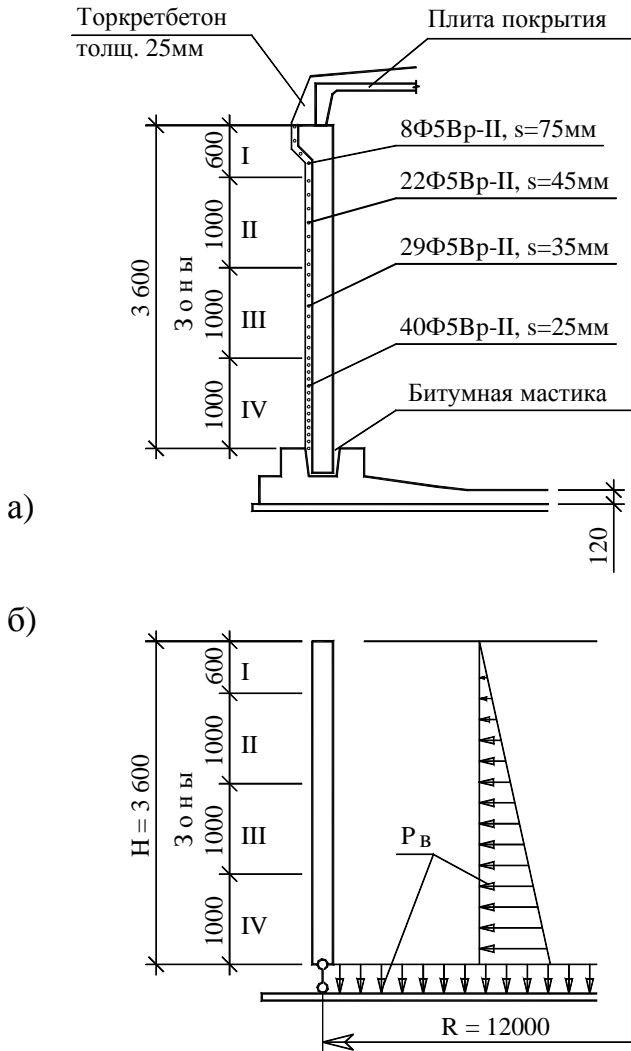 Торкретбетон
толщ. 25мм
Плита покрытия
8Ф5Вр-II, s=75мм
22Ф5Вр-II, s=45мм
29Ф5Вр-II, s=35мм
40Ф5Вр-II, s=25мм
Битумная мастика
3 600
Зоны
600
1000
1000
1000
I
II
III
IV
120
а)
б)
H = 3 600
Зоны
600
1000
1000
1000
I
II
III
IV
Р в
R = 12000